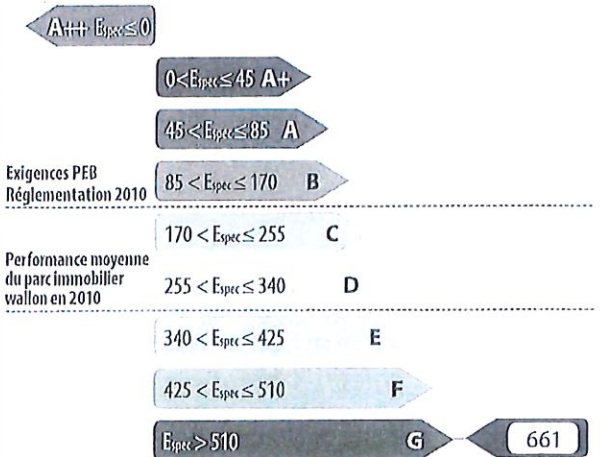 A++ Espec≤0
0<Espec≤45 A+
45<Espec≤85 A
Exigences PEB
Réglementation 2010
85 < Espec ≤ 170 B
170 < Espec ≤ 255 C
Performance moyenne
du parc immobilier
wallon en 2010
255 < Espec ≤ 340 D
340 < Espec ≤ 425 E
425 < Espec ≤ 510 F
Espec > 510 G
661